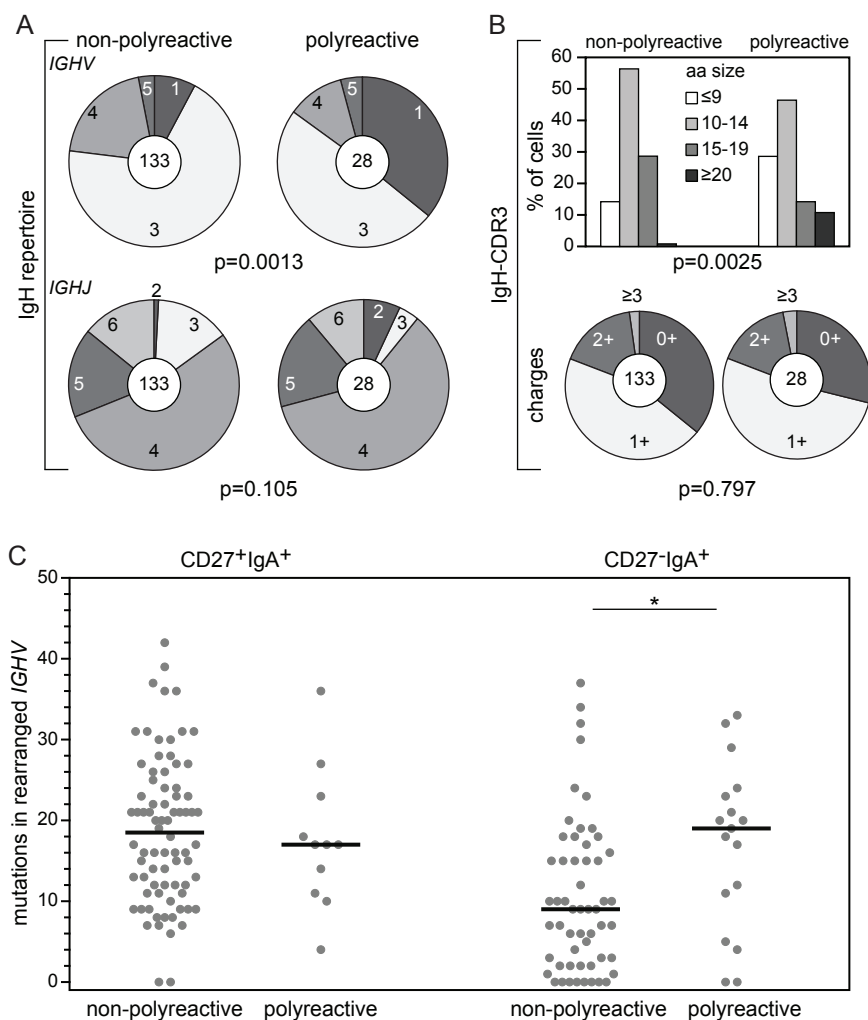 A
non-polyreactive polyreactive
IGHV
IgH repertoire
5 1
4
133
3
5
4 1
28
3
p=0.0013
IGHJ
2
6 3
5
133
4
6 2 3
5
28
4
p=0.105
B
non-polyreactive polyreactive
60
50
40
30
20
10
0
% of cells
aa size
≤9
10-14
15-19
≥20
p=0.0025
IgH-CDR3
charges
≥3
2+ 0+
133
1+
≥3
2+ 0+
28
1+
p=0.797
C
CD27+IgA+ CD27-IgA+
50
40
30
20
10
0
mutations in rearranged IGHV
*
non-polyreactive polyreactive non-polyreactive polyreactive